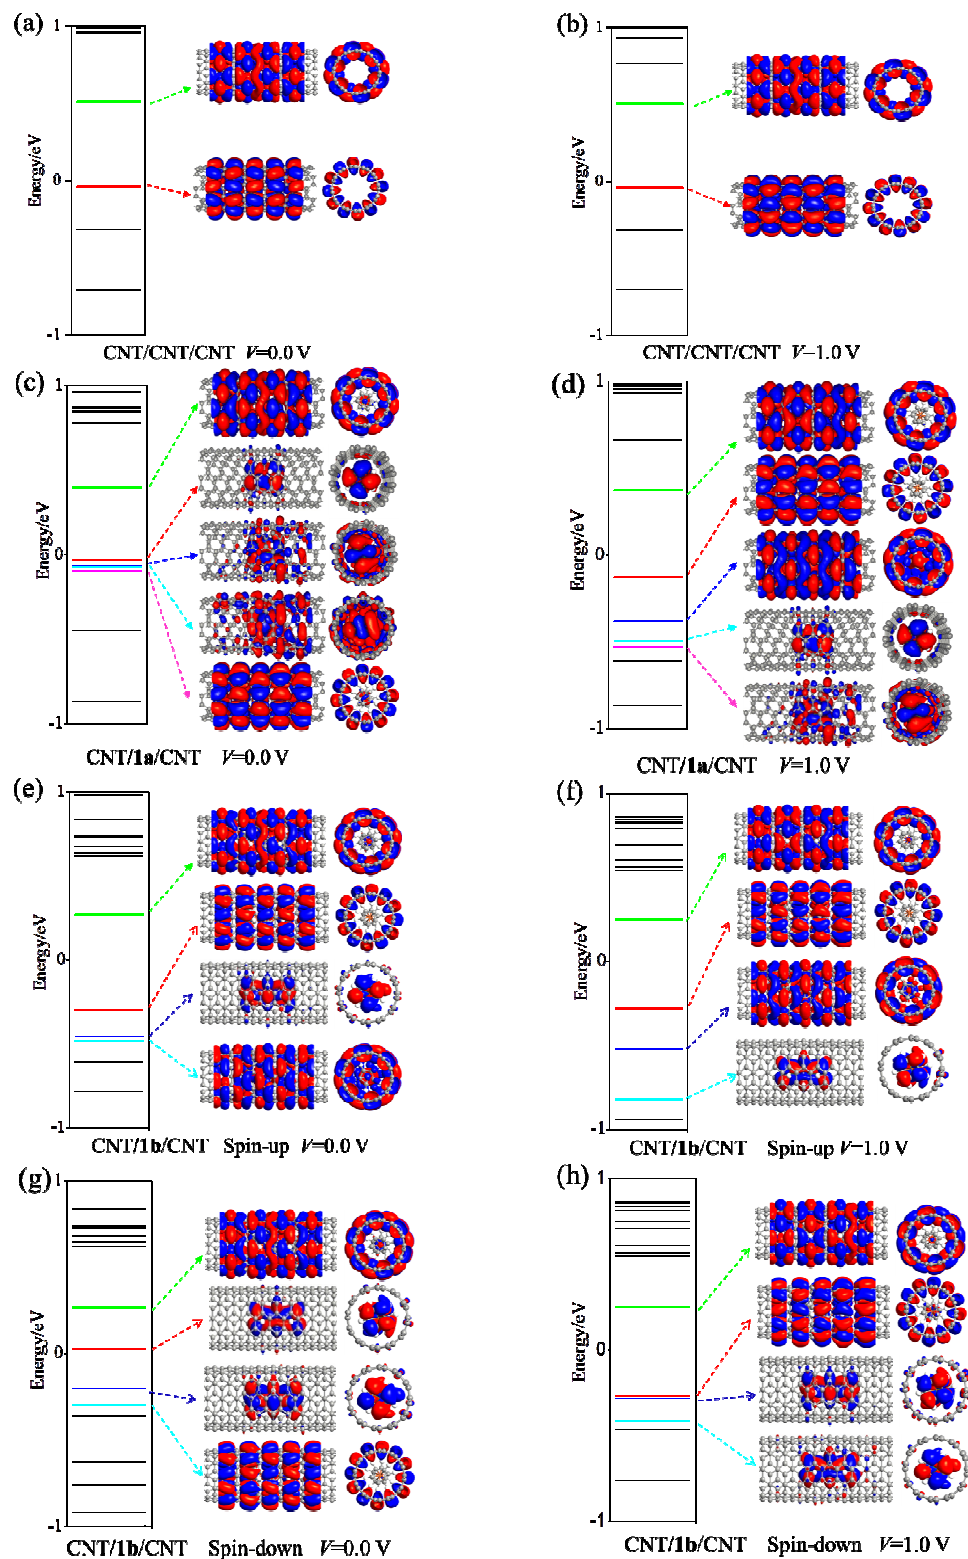 (a)
1
Energy/eV
0
-1
CNT/CNT/CNT V=0.0 V
(b)
1
Energy/eV
0
-1
CNT/CNT/CNT V=1.0 V
(c)
1
Energy/eV
0
-1
CNT/1a/CNT V=0.0 V
(d)
1
Energy/eV
0
-1
CNT/1a/CNT V=1.0 V
(e)
1
Energy/eV
0
-1
CNT/1b/CNT Spin-up V=0.0 V
(f)
1
Energy/eV
0
-1
CNT/1b/CNT Spin-up V=1.0 V
(g)
1
Energy/eV
0
-1
CNT/1b/CNT Spin-down V=0.0 V
(h)
1
Energy/eV
0
-1
CNT/1b/CNT Spin-down V=1.0 V